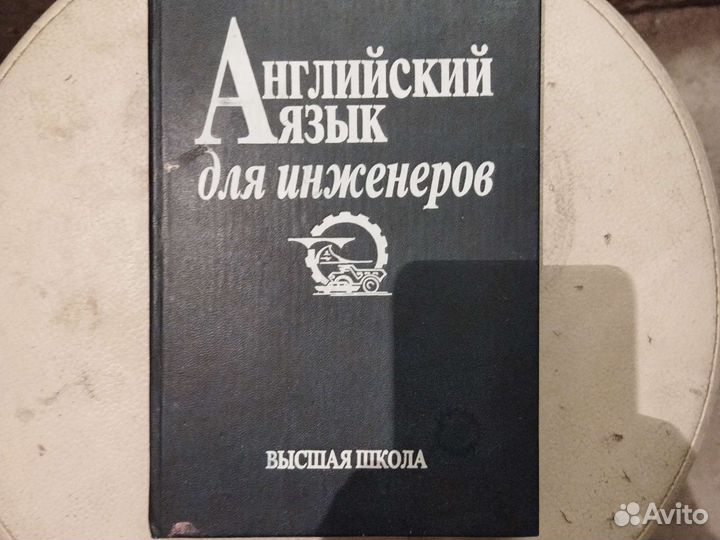 Английский
язык
для инженеров
ВЫСШАЯ ШКОЛА
Avito